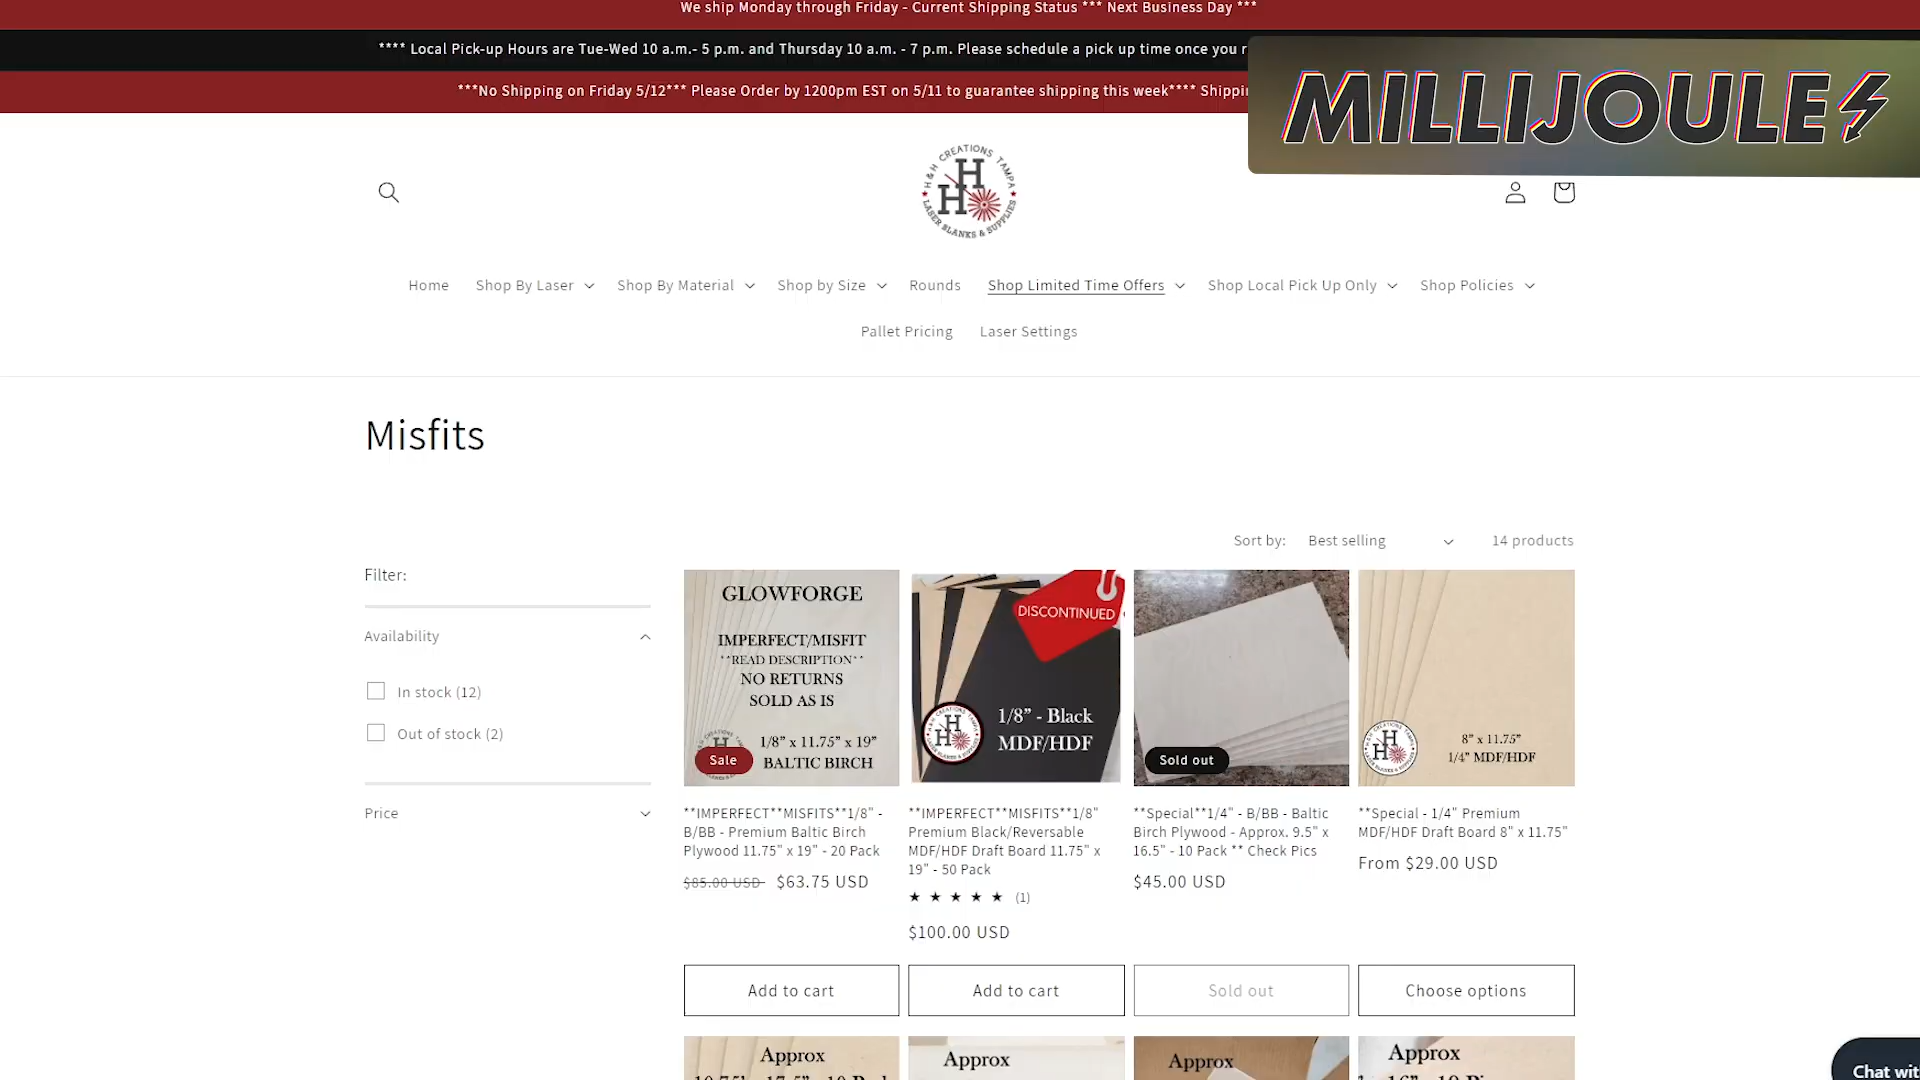 We ship Monday through Friday - Current Shipping Status *** Next Business Day ***
**** Local Pick-up Hours are Tue-Wed 10 a.m.- 5 p.m. and Thursday 10 a.m. - 7 p.m. Please schedule a pick up time once you r
***No Shipping on Friday 5/12*** Please Order by 1200pm EST on 5/11 to guarantee shipping this week**** Shippin
MILLIJOULE
H&H CREATIONS TAMPA
H H
LASER BLANKS & SUPPLIES
Home Shop By Laser Shop By Material Shop by Size Rounds Shop Limited Time Offers Shop Local Pick Up Only Shop Policies
Pallet Pricing Laser Settings
Misfits
Sort by: Best selling 14 products
Filter:
Availability
In stock (12)
Out of stock (2)
Price
GLOWFORGE
IMPERFECT/MISFIT
**READ DESCRIPTION**
NO RETURNS
SOLD AS IS
1/8” x 11.75” x 19”
BALTIC BIRCH
Sale
**IMPERFECT**MISFITS**1/8" -
B/BB - Premium Baltic Birch
Plywood 11.75" x 19" - 20 Pack
$85.00 USD $63.75 USD
Add to cart
DISCONTINUED
1/8” - Black
MDF/HDF
**IMPERFECT**MISFITS**1/8"
Premium Black/Reversable
MDF/HDF Draft Board 11.75" x
19" - 50 Pack
★ ★ ★ ★ ★ (1)
$100.00 USD
Add to cart
Sold out
**Special**1/4" - B/BB - Baltic
Birch Plywood - Approx. 9.5" x
16.5" - 10 Pack ** Check Pics
$45.00 USD
Sold out
8” x 11.75”
1/4” MDF/HDF
**Special - 1/4" Premium
MDF/HDF Draft Board 8" x 11.75"
From $29.00 USD
Choose options
Approx
Approx
Approx
Approx
Chat wit